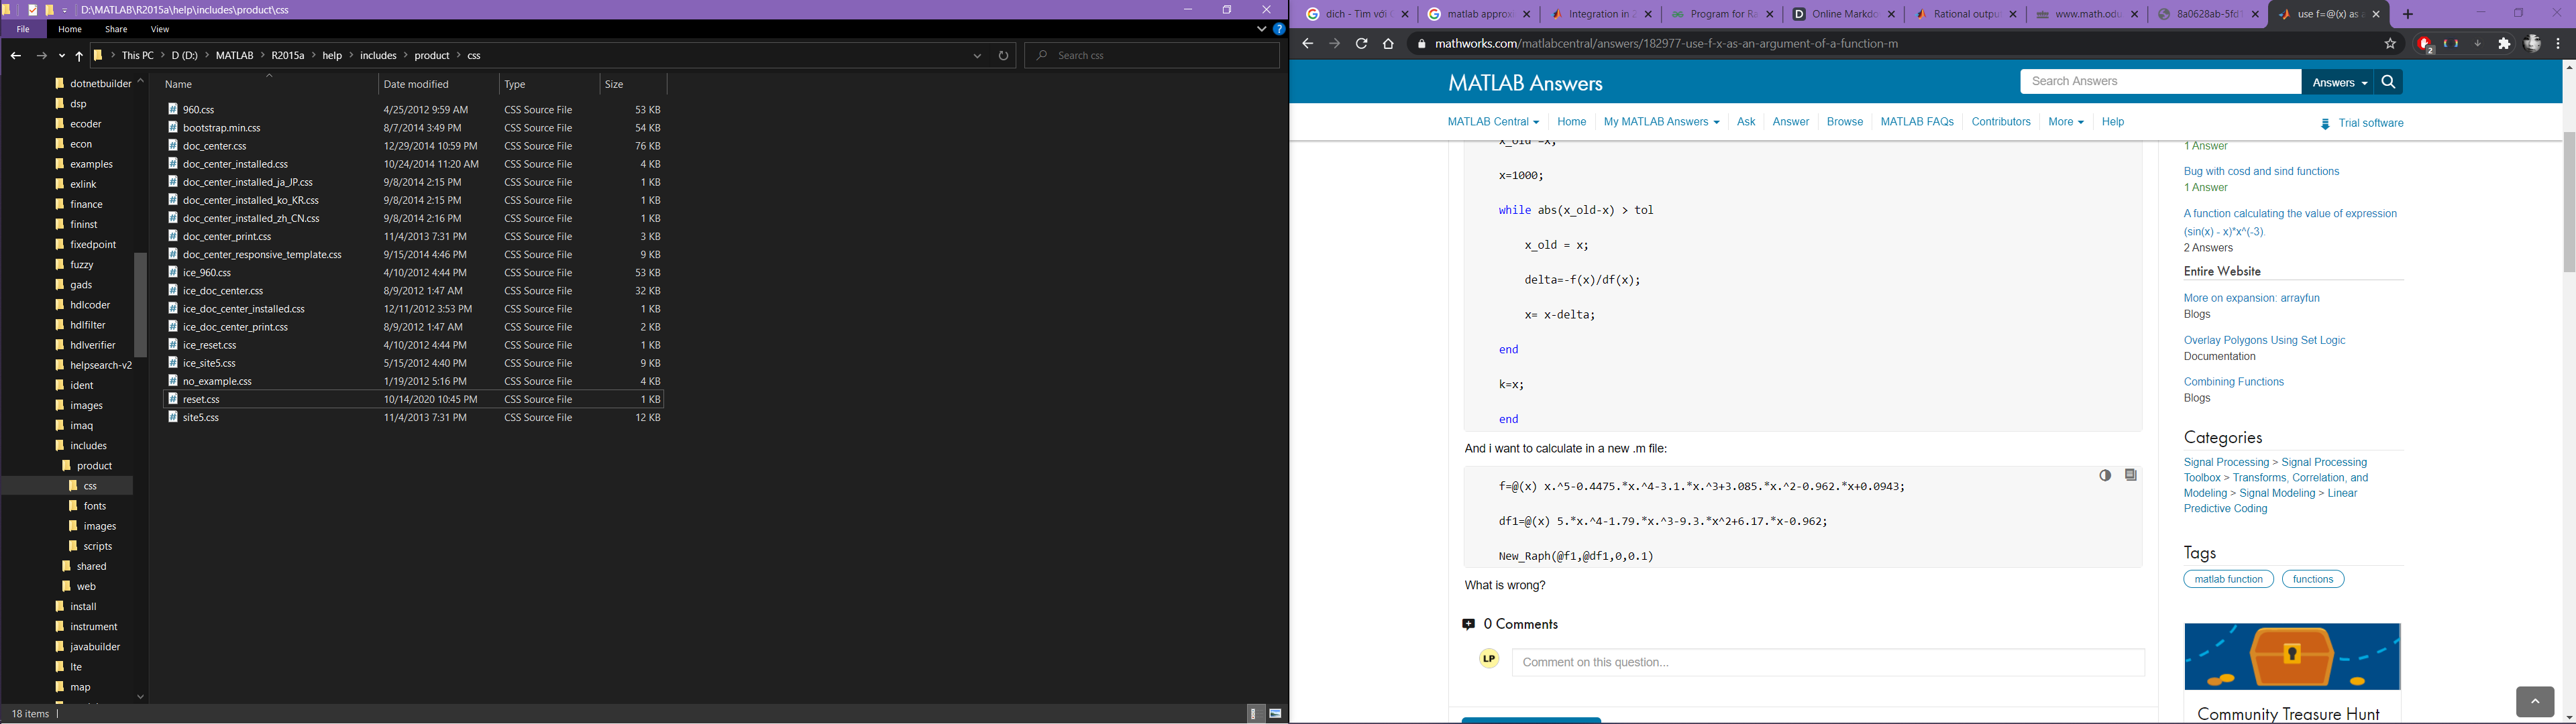 D:\MATLAB\R2015a\help\includes\product\css
File Home Share View
This PC > D (D:) > MATLAB > R2015a > help > includes > product > css
Search css
dotnetbuilder
dsp
ecoder
econ
examples
exlink
finance
fininst
fixedpoint
fuzzy
gads
hdlcoder
hdlfilter
hdlverifier
helpsearch-v2
ident
images
imaq
includes
product
css
fonts
images
scripts
shared
web
install
instrument
javabuilder
lte
map
Name Date modified Type Size
960.css 4/25/2012 9:59 AM CSS Source File 53 KB
bootstrap.min.css 8/7/2014 3:49 PM CSS Source File 54 KB
doc_center.css 12/29/2014 10:59 PM CSS Source File 76 KB
doc_center_installed.css 10/24/2014 11:20 AM CSS Source File 4 KB
doc_center_installed_ja_JP.css 9/8/2014 2:15 PM CSS Source File 1 KB
doc_center_installed_ko_KR.css 9/8/2014 2:15 PM CSS Source File 1 KB
doc_center_installed_zh_CN.css 9/8/2014 2:16 PM CSS Source File 1 KB
doc_center_print.css 11/4/2013 7:31 PM CSS Source File 3 KB
doc_center_responsive_template.css 9/15/2014 4:46 PM CSS Source File 9 KB
ice_960.css 4/10/2012 4:44 PM CSS Source File 53 KB
ice_doc_center.css 8/9/2012 1:47 AM CSS Source File 32 KB
ice_doc_center_installed.css 12/11/2012 3:53 PM CSS Source File 1 KB
ice_doc_center_print.css 8/9/2012 1:47 AM CSS Source File 2 KB
ice_reset.css 4/10/2012 4:44 PM CSS Source File 1 KB
ice_site5.css 5/15/2012 4:40 PM CSS Source File 9 KB
no_example.css 1/19/2012 5:16 PM CSS Source File 4 KB
reset.css 10/14/2020 10:45 PM CSS Source File 1 KB
site5.css 11/4/2013 7:31 PM CSS Source File 12 KB
18 items
dich - Tìm với matlab approx Integration in Program for Ra Online Markdo Rational outpu www.math.odu 8a0628ab-5fd use f=@(x) as
mathworks.com/matlabcentral/answers/182977-use-f-x-as-an-argument-of-a-function-m
2
MATLAB Answers
Search Answers Answers
MATLAB Central Home My MATLAB Answers Ask Answer Browse MATLAB FAQs Contributors More Help
Trial software
x_old =x;
x=1000;
while abs(x_old-x) > tol
x_old = x;
delta=-f(x)/df(x);
x= x-delta;
end
k=x;
end
And i want to calculate in a new .m file:
f=@(x) x.^5-0.4475.*x.^4-3.1.*x.^3+3.085.*x.^2-0.962.*x+0.0943;
df1=@(x) 5.*x.^4-1.79.*x.^3-9.3.*x^2+6.17.*x-0.962;
New_Raph(@f1,@df1,0,0.1)
What is wrong?
0 Comments
LP
Comment on this question...
1 Answer
Bug with cosd and sind functions
1 Answer
A function calculating the value of expression
(sin(x) - x)*x^(-3).
2 Answers
Entire Website
More on expansion: arrayfun
Blogs
Overlay Polygons Using Set Logic
Documentation
Combining Functions
Blogs
Categories
Signal Processing > Signal Processing
Toolbox > Transforms, Correlation, and
Modeling > Signal Modeling > Linear
Predictive Coding
Tags
matlab function functions
Community Treasure Hunt